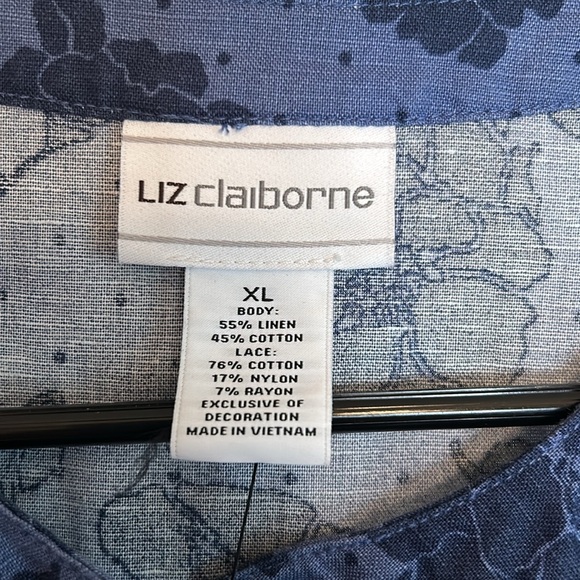 LIZ claiborne
XL
BODY:
55% LINEN
45% COTTON
LACE:
76% COTTON
17% NYLON
7% RAYON
EXCLUSIVE OF
DECORATION
MADE IN VIETNAM